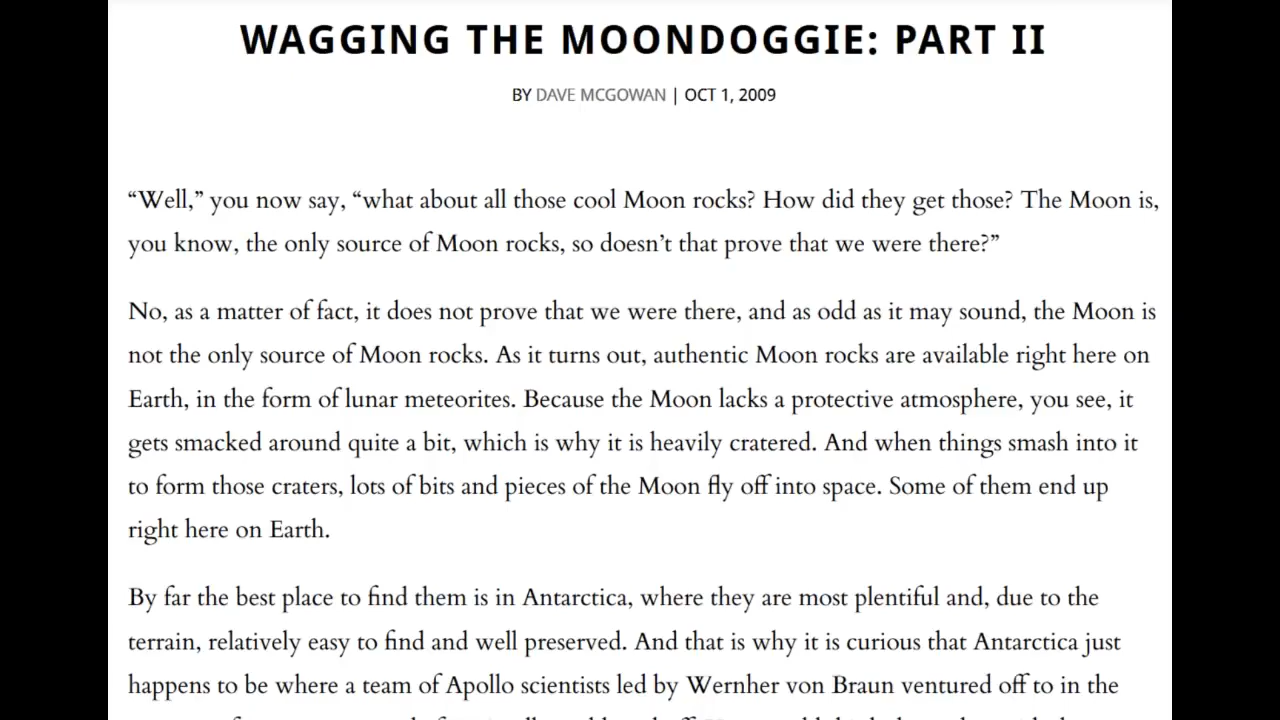 WAGGING THE MOONDOGGIE: PART II
BY DAVE MCGOWAN | OCT 1, 2009
“Well,” you now say, “what about all those cool Moon rocks? How did they get those? The Moon is,
you know, the only source of Moon rocks, so doesn’t that prove that we were there?”
No, as a matter of fact, it does not prove that we were there, and as odd as it may sound, the Moon is
not the only source of Moon rocks. As it turns out, authentic Moon rocks are available right here on
Earth, in the form of lunar meteorites. Because the Moon lacks a protective atmosphere, you see, it
gets smacked around quite a bit, which is why it is heavily cratered. And when things smash into it
to form those craters, lots of bits and pieces of the Moon fly off into space. Some of them end up
right here on Earth.
By far the best place to find them is in Antarctica, where they are most plentiful and, due to the
terrain, relatively easy to find and well preserved. And that is why it is curious that Antarctica just
happens to be where a team of Apollo scientists led by Wernher von Braun ventured off to in the